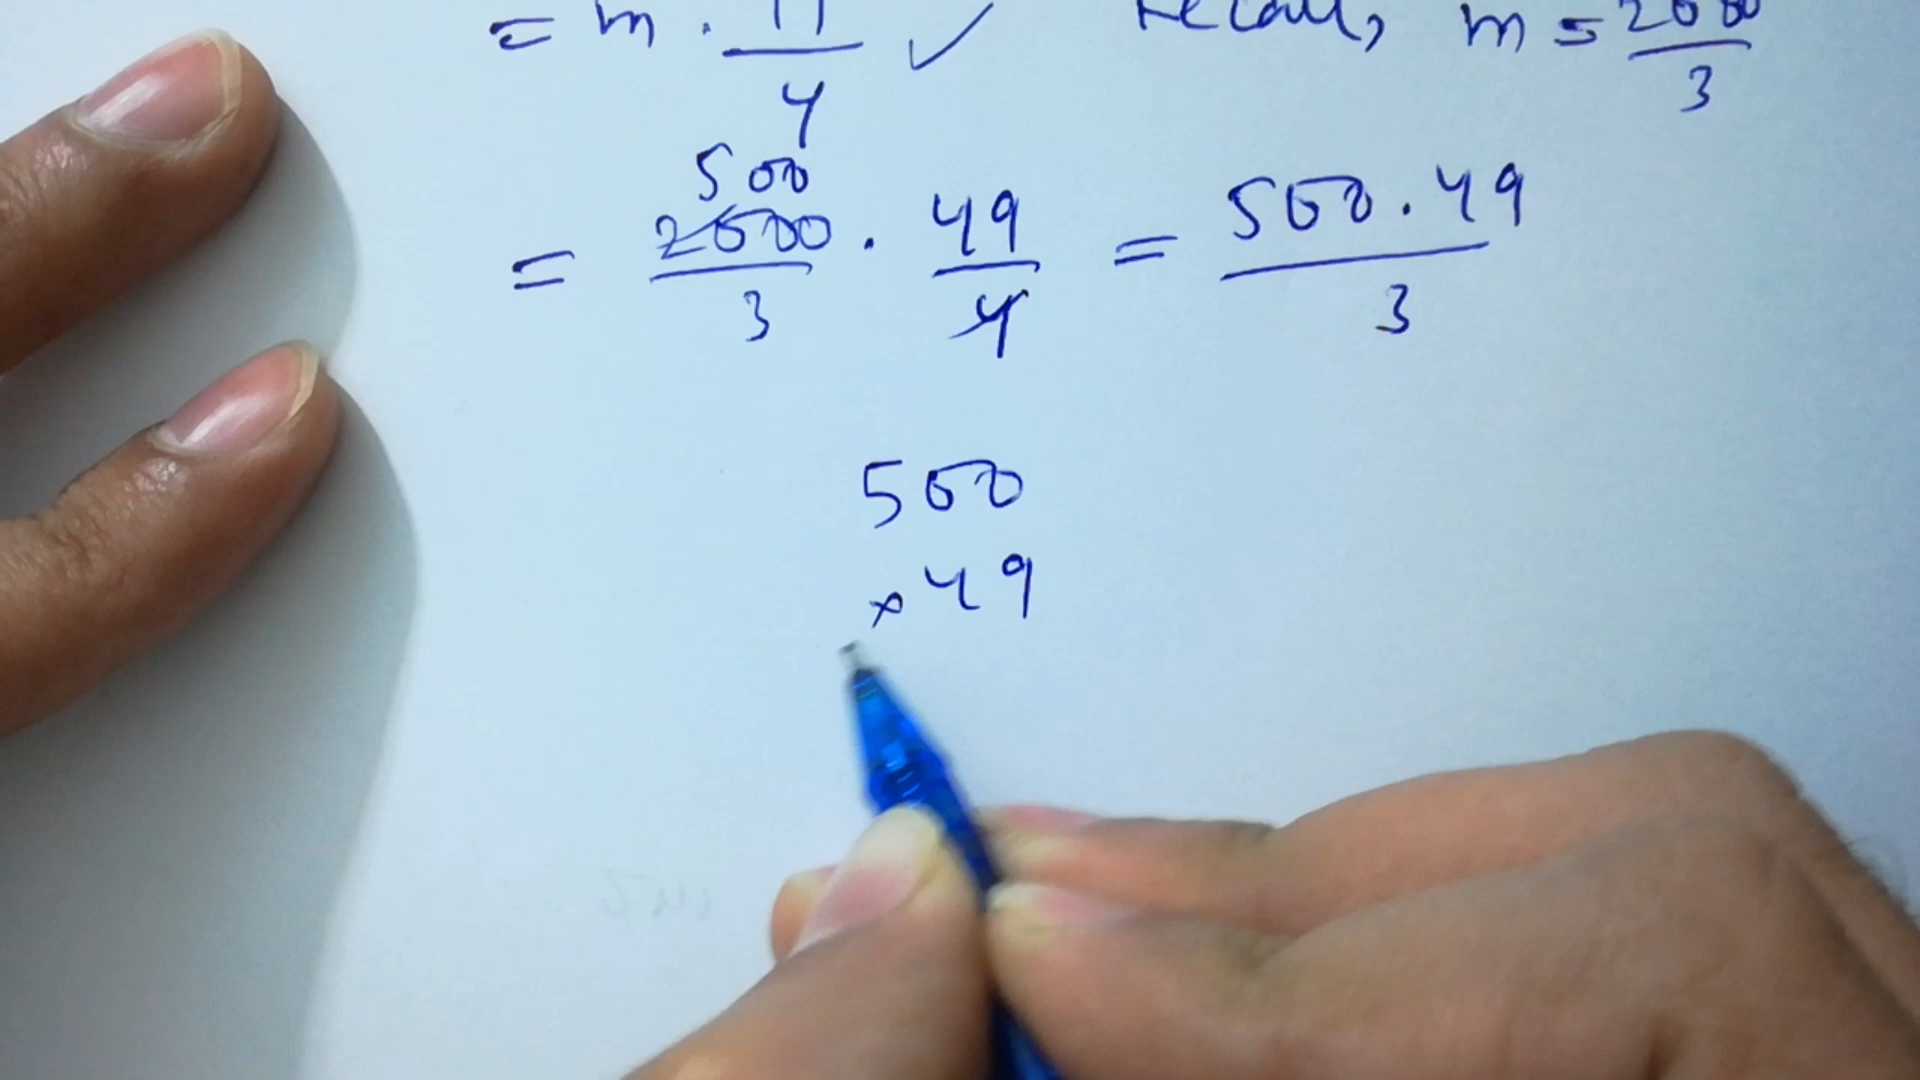 = m . 49/4 ✓ recall, m = 2000/3
500
= 2000/3 . 49/4 = 500.49/3
500
× 49